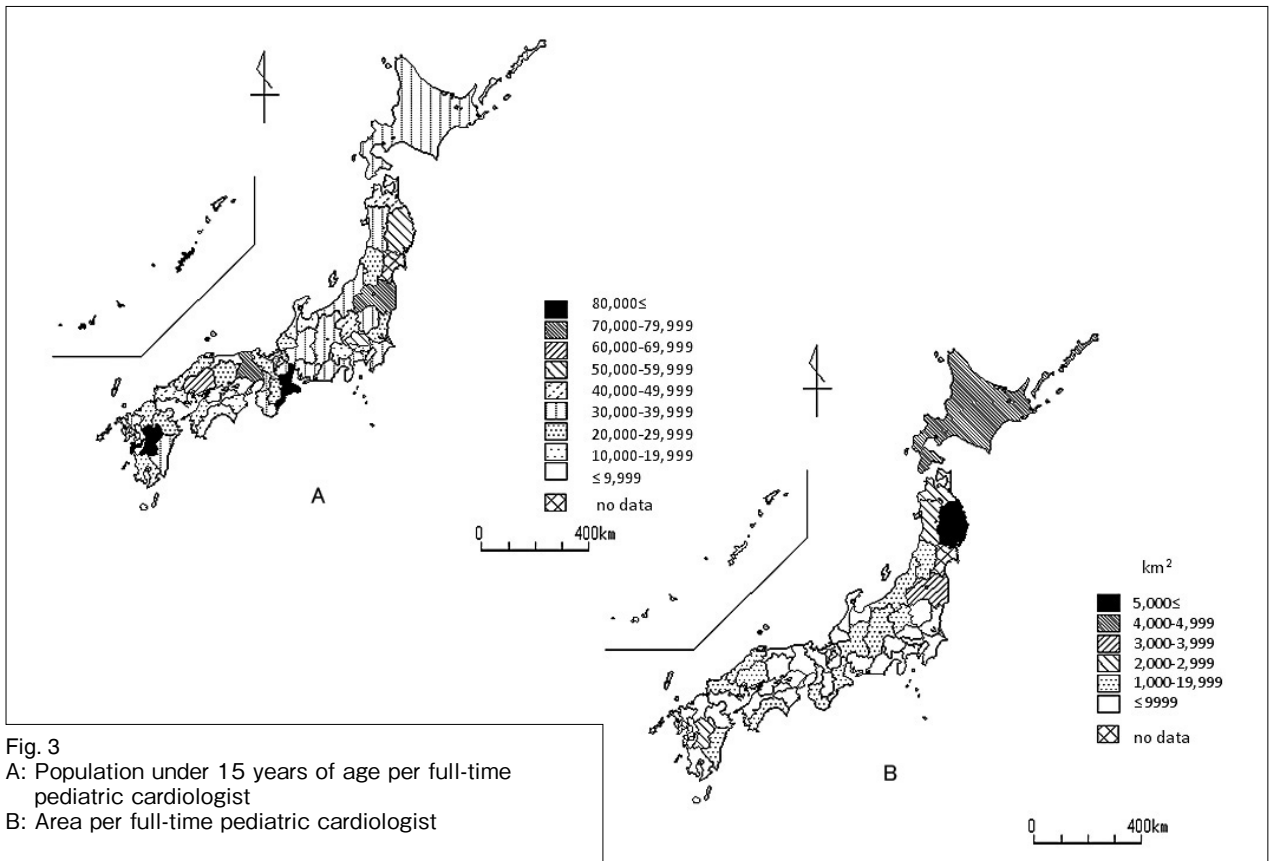 80,000≤
70,000-79,999
60,000-69,999
50,000-59,999
40,000-49,999
30,000-39,999
20,000-29,999
10,000-19,999
≤ 9,999
no data
A
0 400km
km²
5,000≤
4,000-4,999
3,000-3,999
2,000-2,999
1,000-19,999
≤ 9999
no data
B
0 400km
Fig. 3
A: Population under 15 years of age per full-time
pediatric cardiologist
B: Area per full-time pediatric cardiologist